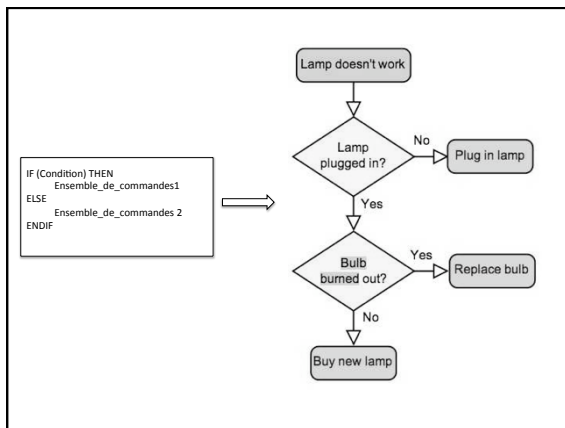 IF (Condition) THEN
Ensemble_de_commandes1
ELSE
Ensemble_de_commandes 2
ENDIF
Lamp doesn't work
Lamp
plugged in?
No
Plug in lamp
Yes
Bulb
burned out?
Yes
Replace bulb
No
Buy new lamp